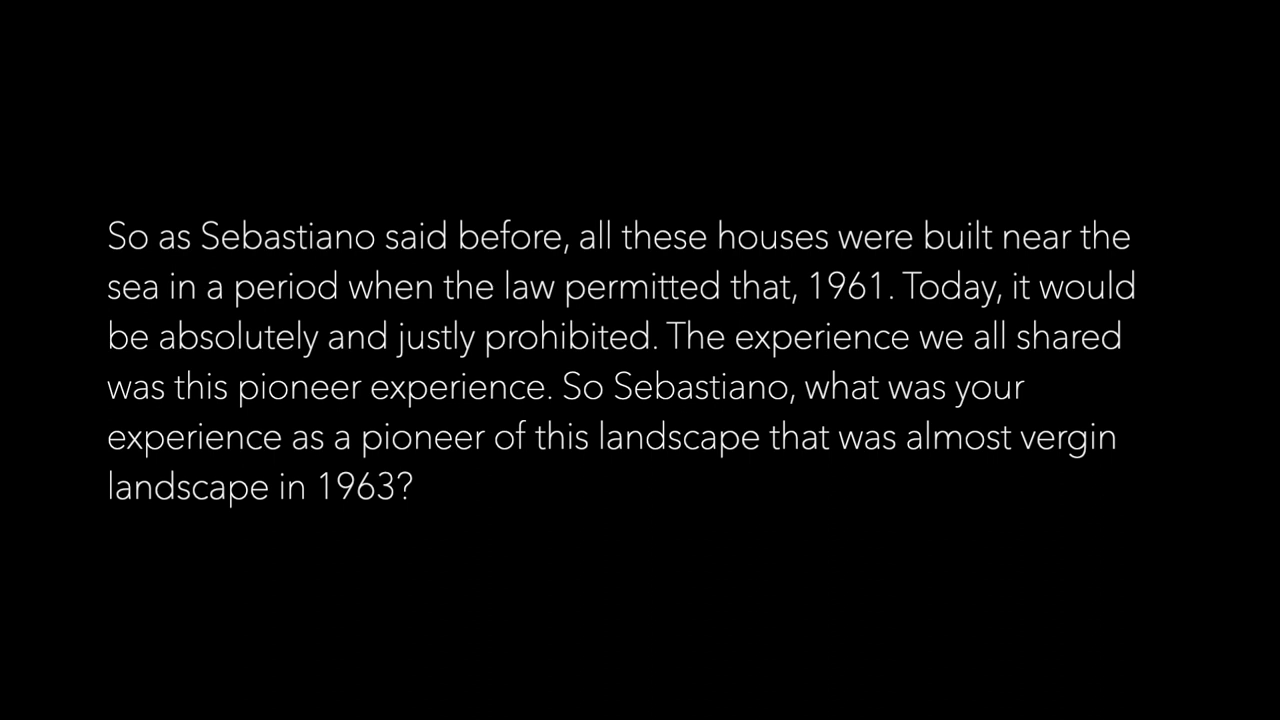 So as Sebastiano said before, all these houses were built near the
sea in a period when the law permitted that, 1961. Today, it would
be absolutely and justly prohibited. The experience we all shared
was this pioneer experience. So Sebastiano, what was your
experience as a pioneer of this landscape that was almost vergin
landscape in 1963?